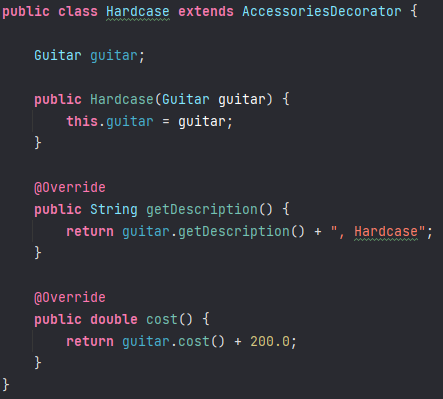 public class Hardcase extends AccessoriesDecorator {
Guitar guitar;
public Hardcase(Guitar guitar) {
this.guitar = guitar;
}
@Override
public String getDescription() {
return guitar.getDescription() + ", Hardcase";
}
@Override
public double cost() {
return guitar.cost() + 200.0;
}
}